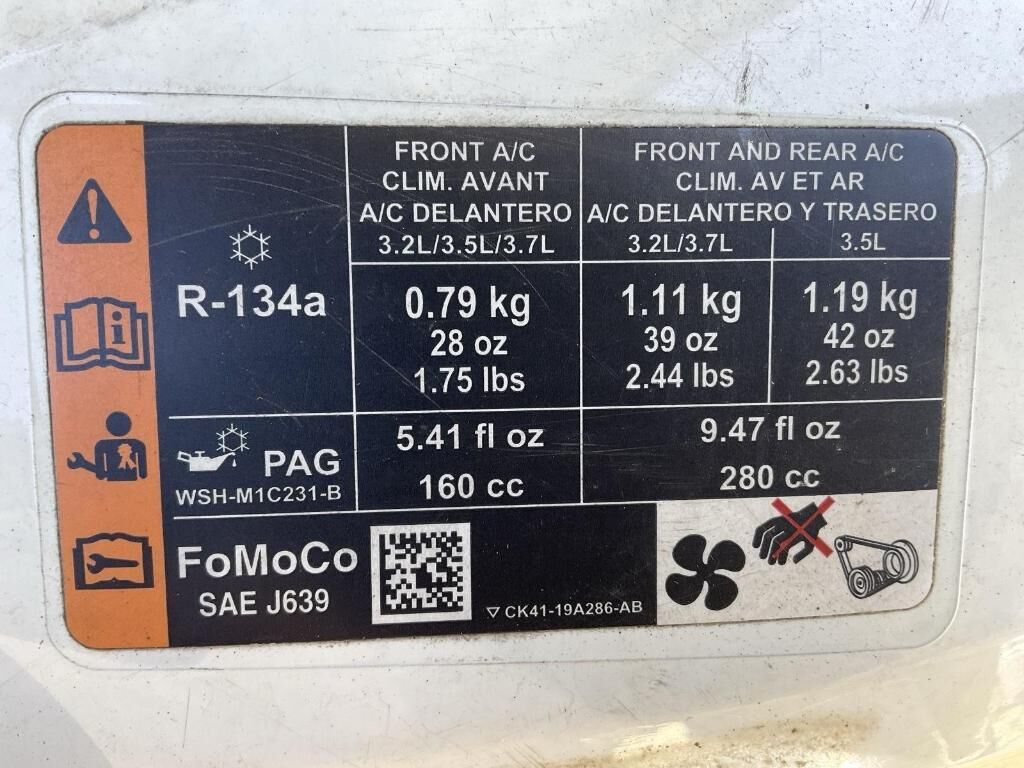 FRONT A/C
CLIM. AVANT
A/C DELANTERO
3.2L/3.5L/3.7L
FRONT AND REAR A/C
CLIM. AV ET AR
A/C DELANTERO Y TRASERO
3.2L/3.7L
3.5L
R-134a
0.79 kg
28 oz
1.75 lbs
1.11 kg
39 oz
2.44 lbs
1.19 kg
42 oz
2.63 lbs
PAG
WSH-M1C231-B
5.41 fl oz
160 cc
9.47 fl oz
280 cc
FoMoCo
SAE J639
CK41-19A286-AB